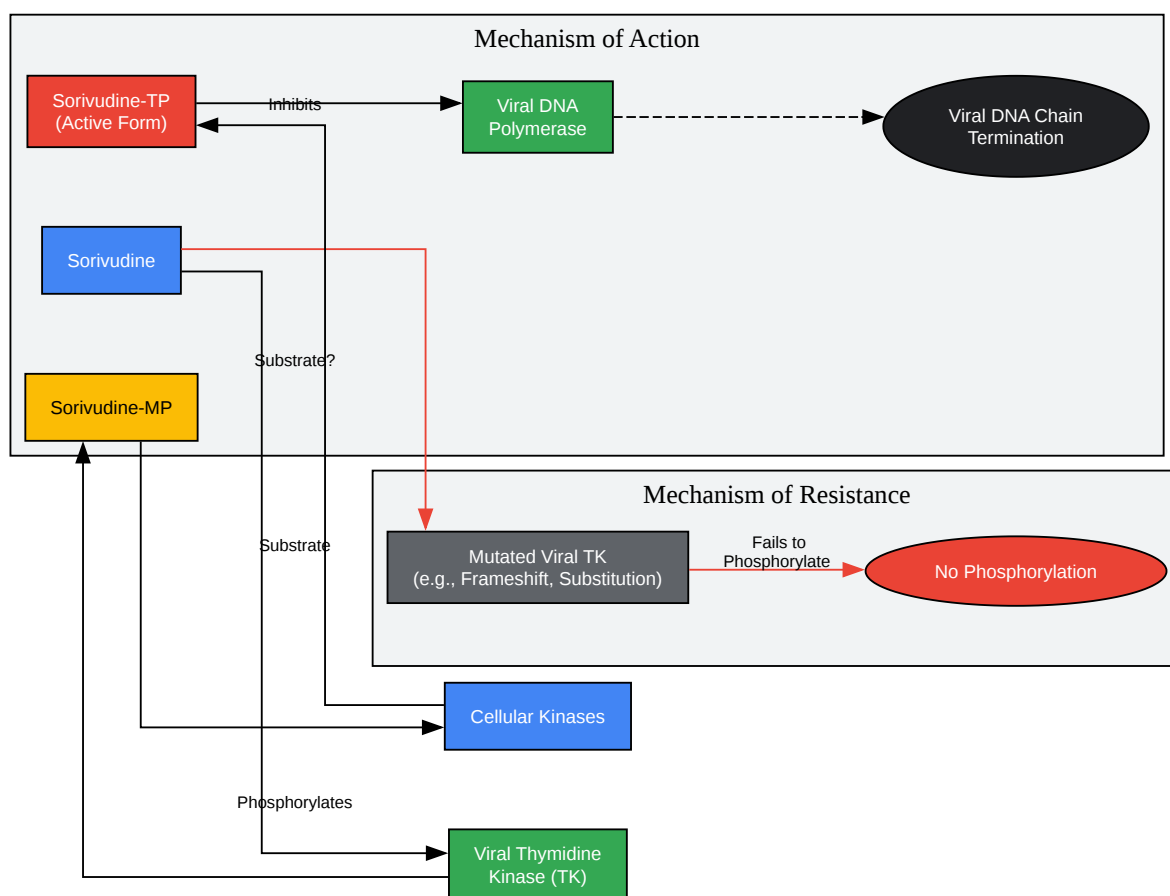 Mechanism of Action
Sorivudine-TP
(Active Form)
Inhibits
Viral DNA
Polymerase
Viral DNA Chain
Termination
Sorivudine
Substrate?
Sorivudine-MP
Mechanism of Resistance
Substrate
Mutated Viral TK
(e.g., Frameshift, Substitution)
Fails to
Phosphorylate
No Phosphorylation
Cellular Kinases
Phosphorylates
Viral Thymidine
Kinase (TK)